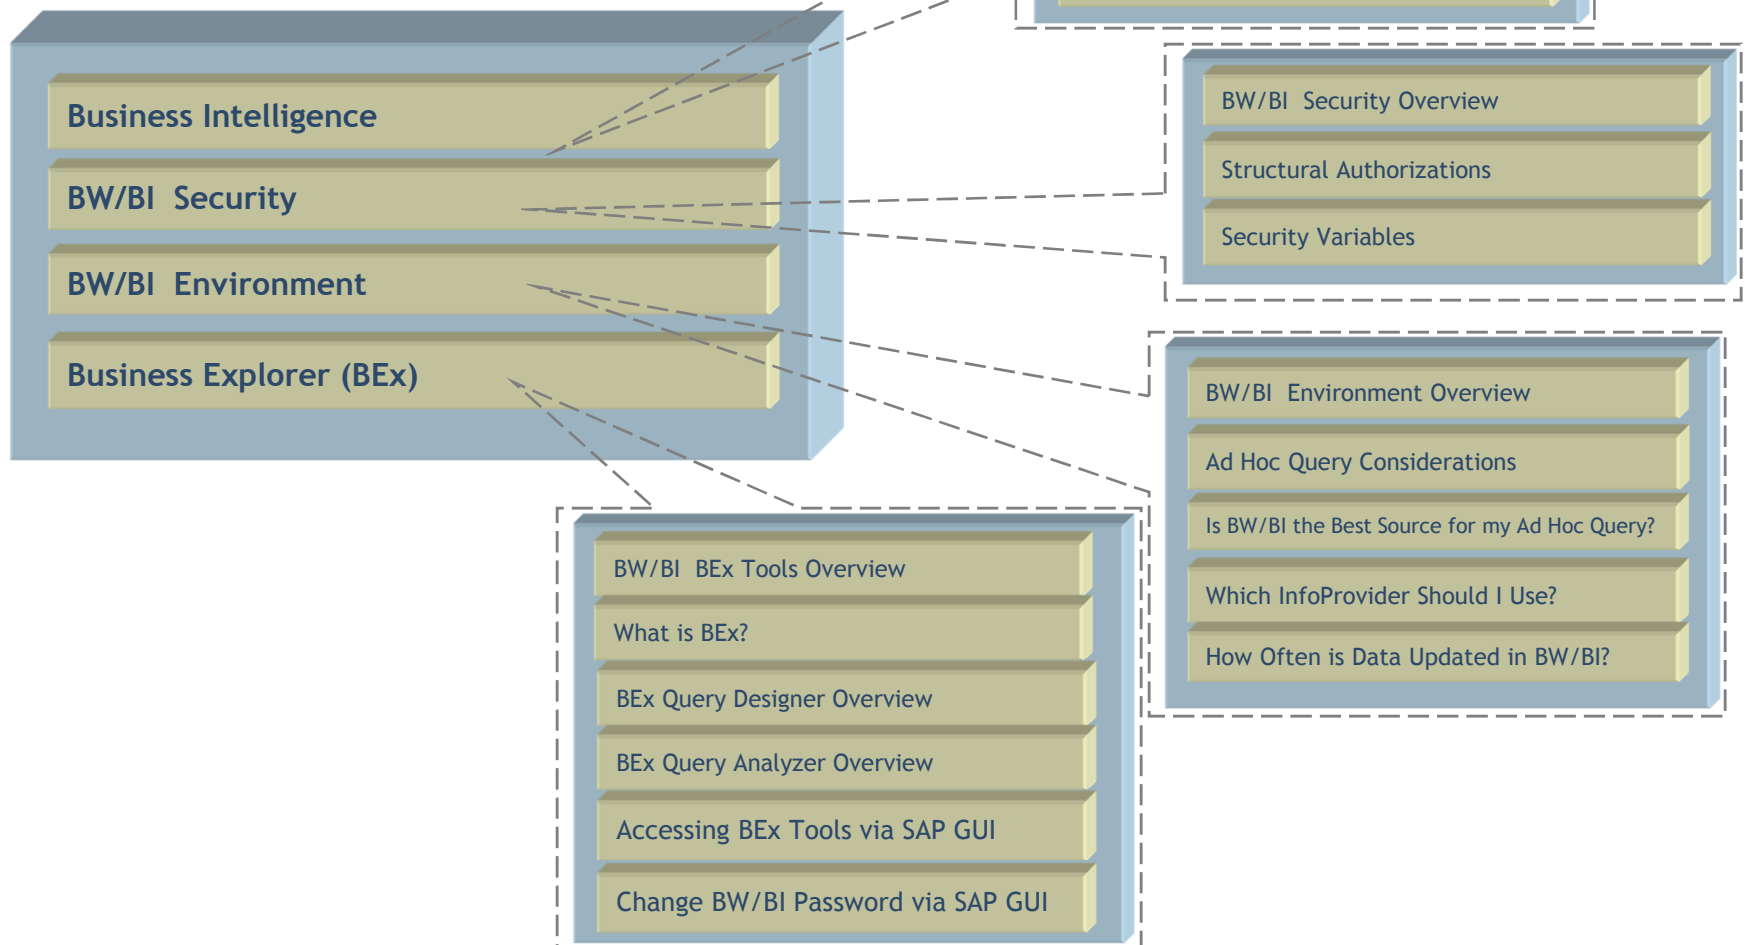 Business Intelligence
BW/BI  Security
BW/BI  Environment
Business Explorer (BEx)
BW/BI  Security Overview
Structural Authorizations
Security Variables
BW/BI  Environment Overview
Ad Hoc Query Considerations
Is BW/BI the Best Source for my Ad Hoc Query?
Which InfoProvider Should I Use?
How Often is Data Updated in BW/BI?
BW/BI  BEx Tools Overview
What is BEx?
BEx Query Designer Overview
BEx Query Analyzer Overview
Accessing BEx Tools via SAP GUI
Change BW/BI Password via SAP GUI